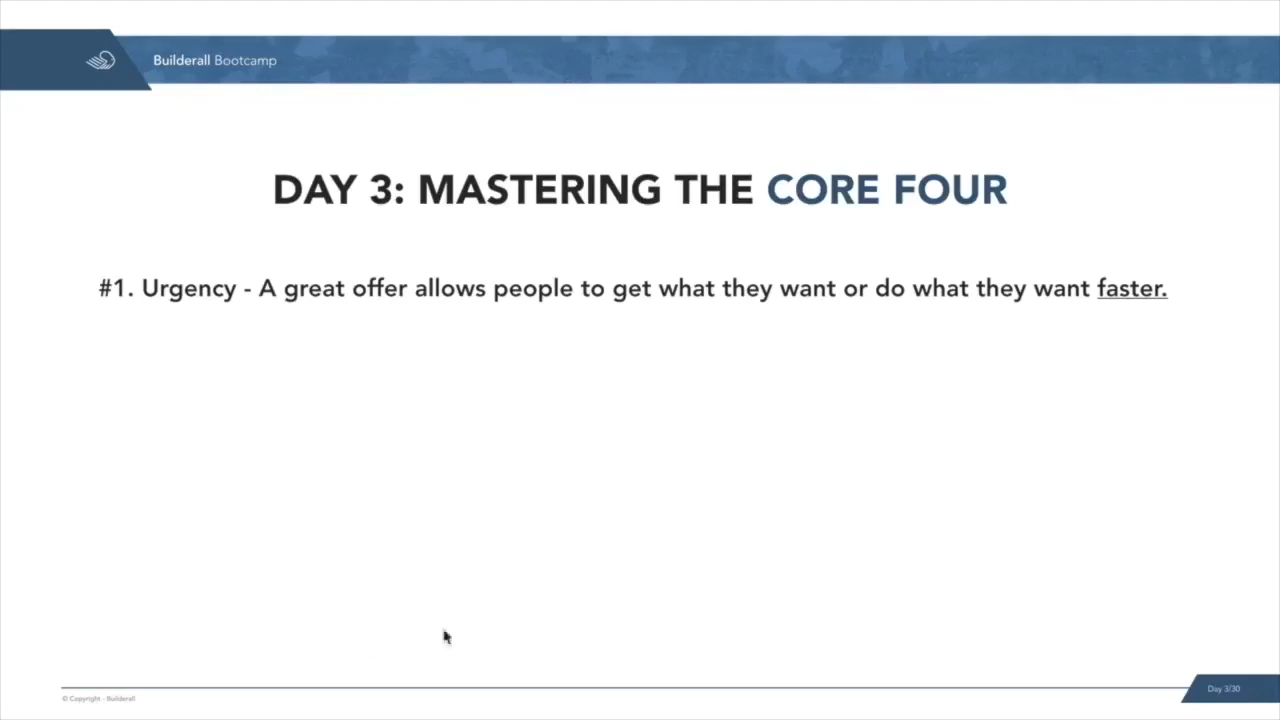 Builderall Bootcamp
DAY 3: MASTERING THE CORE FOUR
#1. Urgency - A great offer allows people to get what they want or do what they want faster.
© Copyright - Builderall
Day 3/30